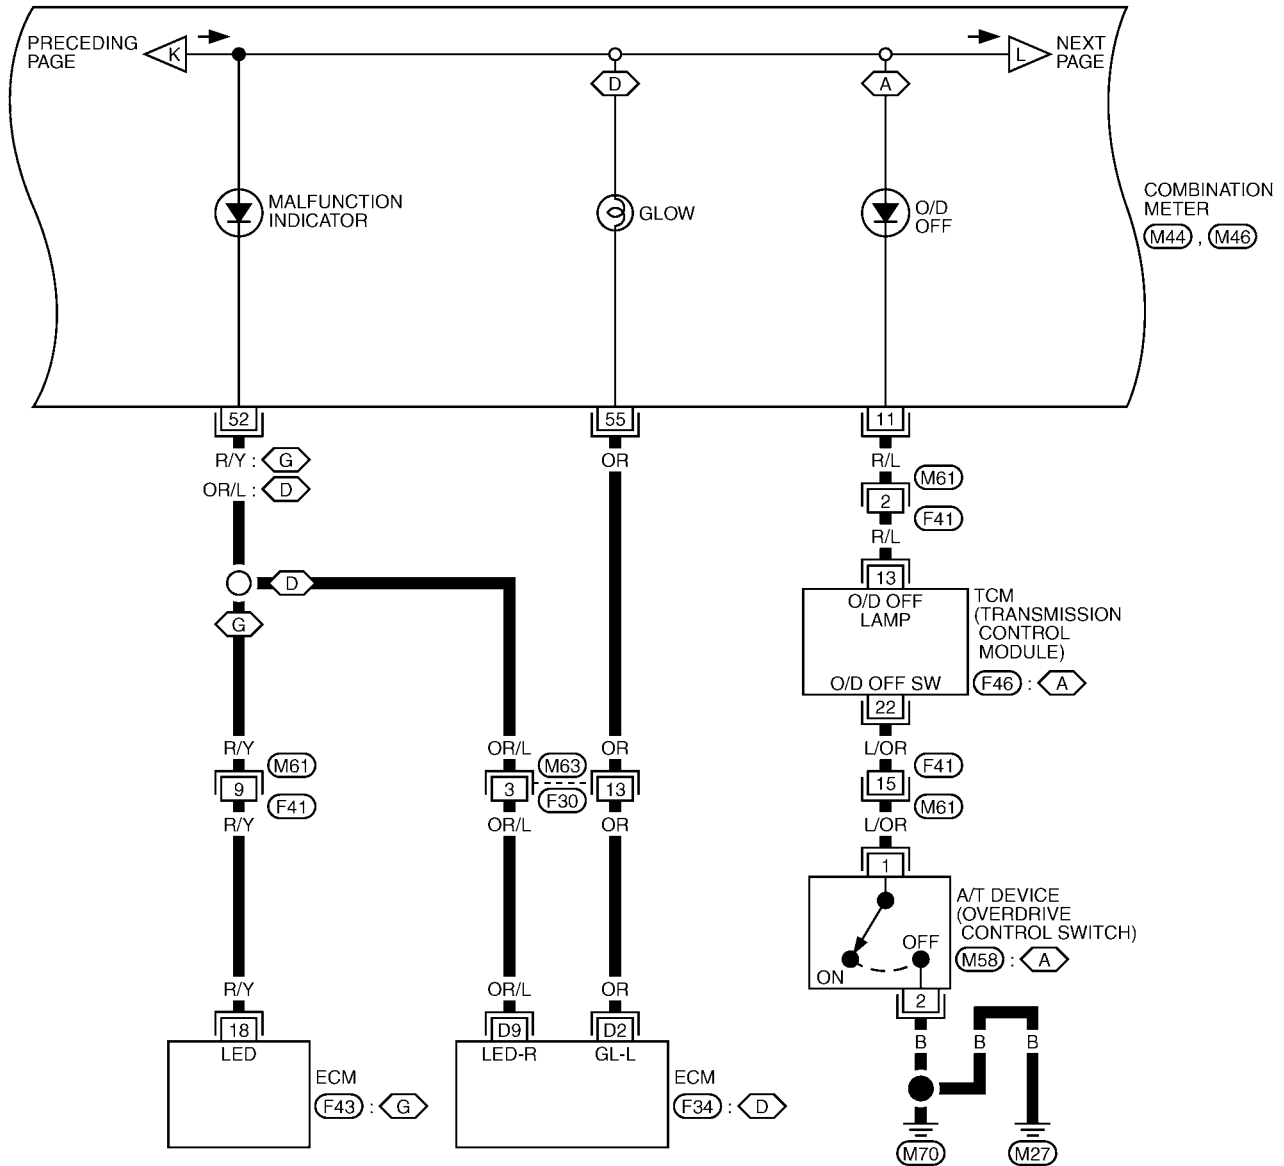 PRECEDING
PAGE
K
D
A
L
NEXT
PAGE
MALFUNCTION
INDICATOR
GLOW
O/D
OFF
COMBINATION
METER
M44 , M46
52
55
11
R/Y : G
OR/L : D
OR
R/L
M61
2
F41
R/L
13
O/D OFF
LAMP
TCM
(TRANSMISSION
CONTROL
MODULE)
F46 : A
O/D OFF SW
22
D
G
R/Y
M61
9
F41
R/Y
OR/L
M63
OR
3
F30
13
OR/L
OR
L/OR
F41
15
M61
L/OR
1
A/T DEVICE
(OVERDRIVE
CONTROL SWITCH)
M58 : A
OFF
ON
2
B
B
B
M70
M27
R/Y
18
LED
ECM
F43 : G
OR/L
OR
D9
D2
LED-R
GL-L
ECM
F34 : D